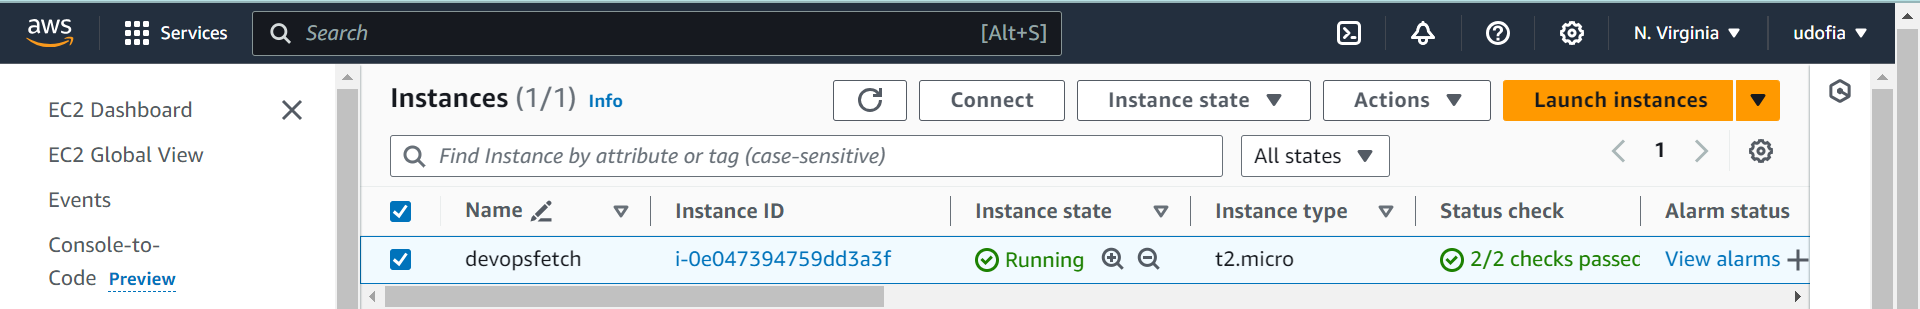 aws Services Search [Alt+S] N. Virginia udofia
EC2 Dashboard
EC2 Global View
Events
Console-to-
Code Preview
Instances (1/1) Info Connect Instance state Actions Launch instances
Find Instance by attribute or tag (case-sensitive) All states 1
Name Instance ID Instance state Instance type Status check Alarm status
devopsfetch i-0e047394759dd3a3f Running t2.micro 2/2 checks passec View alarms